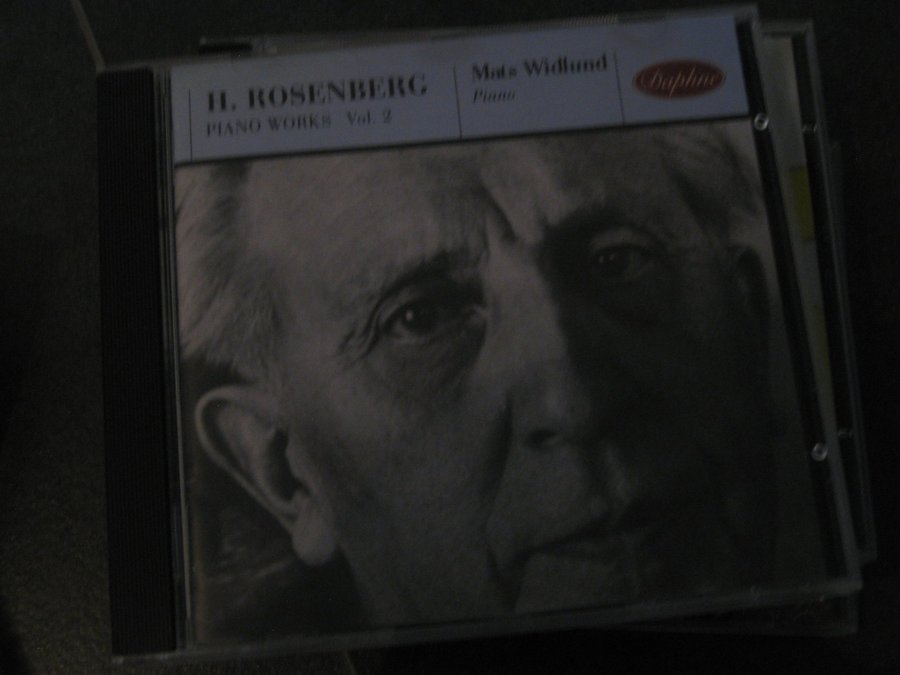 H. ROSENBERG
PIANO WORKS Vol. 2
Mats Widlund
Piano
Daphne